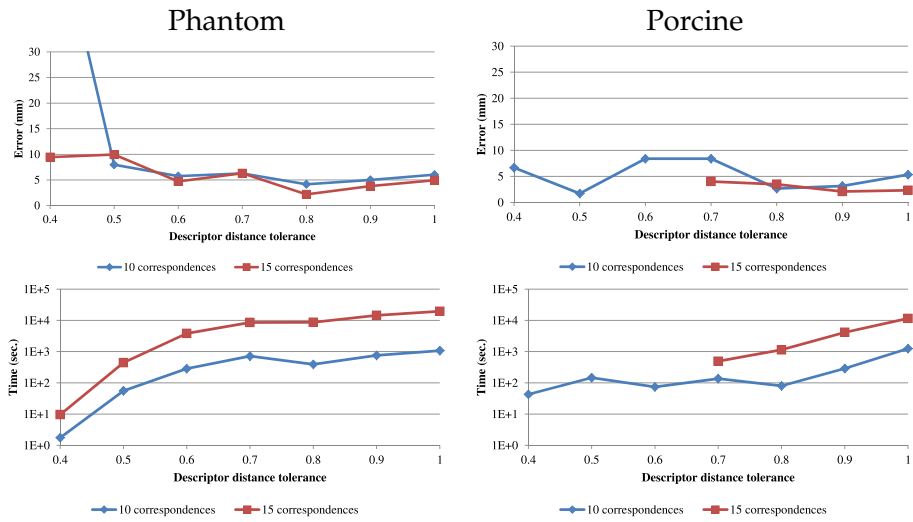 Phantom
Porcine
30
25
20
15
10
5
0
Error (mm)
0.4 0.5 0.6 0.7 0.8 0.9 1
Descriptor distance tolerance
10 correspondences 15 correspondences
30
25
20
15
10
5
0
Error (mm)
0.4 0.5 0.6 0.7 0.8 0.9 1
Descriptor distance tolerance
10 correspondences 15 correspondences
1E+5
1E+4
1E+3
1E+2
1E+1
1E+0
Time (sec.)
0.4 0.5 0.6 0.7 0.8 0.9 1
Descriptor distance tolerance
10 correspondences 15 correspondences
1E+5
1E+4
1E+3
1E+2
1E+1
1E+0
Time (sec.)
0.4 0.5 0.6 0.7 0.8 0.9 1
Descriptor distance tolerance
10 correspondences 15 correspondences